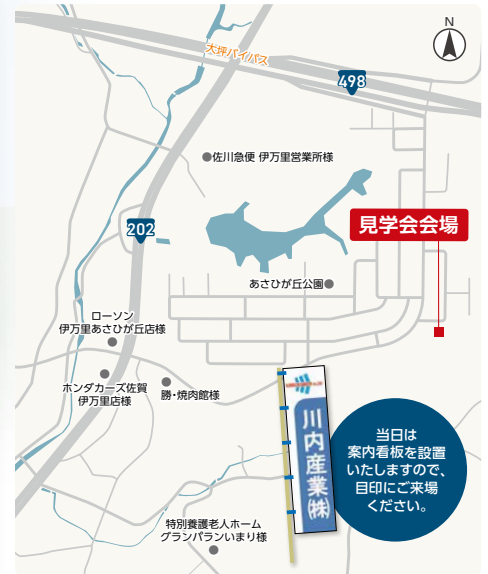 N
大坪バイパス
498
佐川急便 伊万里営業所様
見学会会場
202
あさひが丘公園
ローソン
伊万里あさひが丘店様
ホンダカーズ佐賀
伊万里店様
勝・焼肉館様
川内産業㈱
当日は
案内看板を設置
いたしますので、
目印にご来場
ください。
特別養護老人ホーム
グランパランいまり様